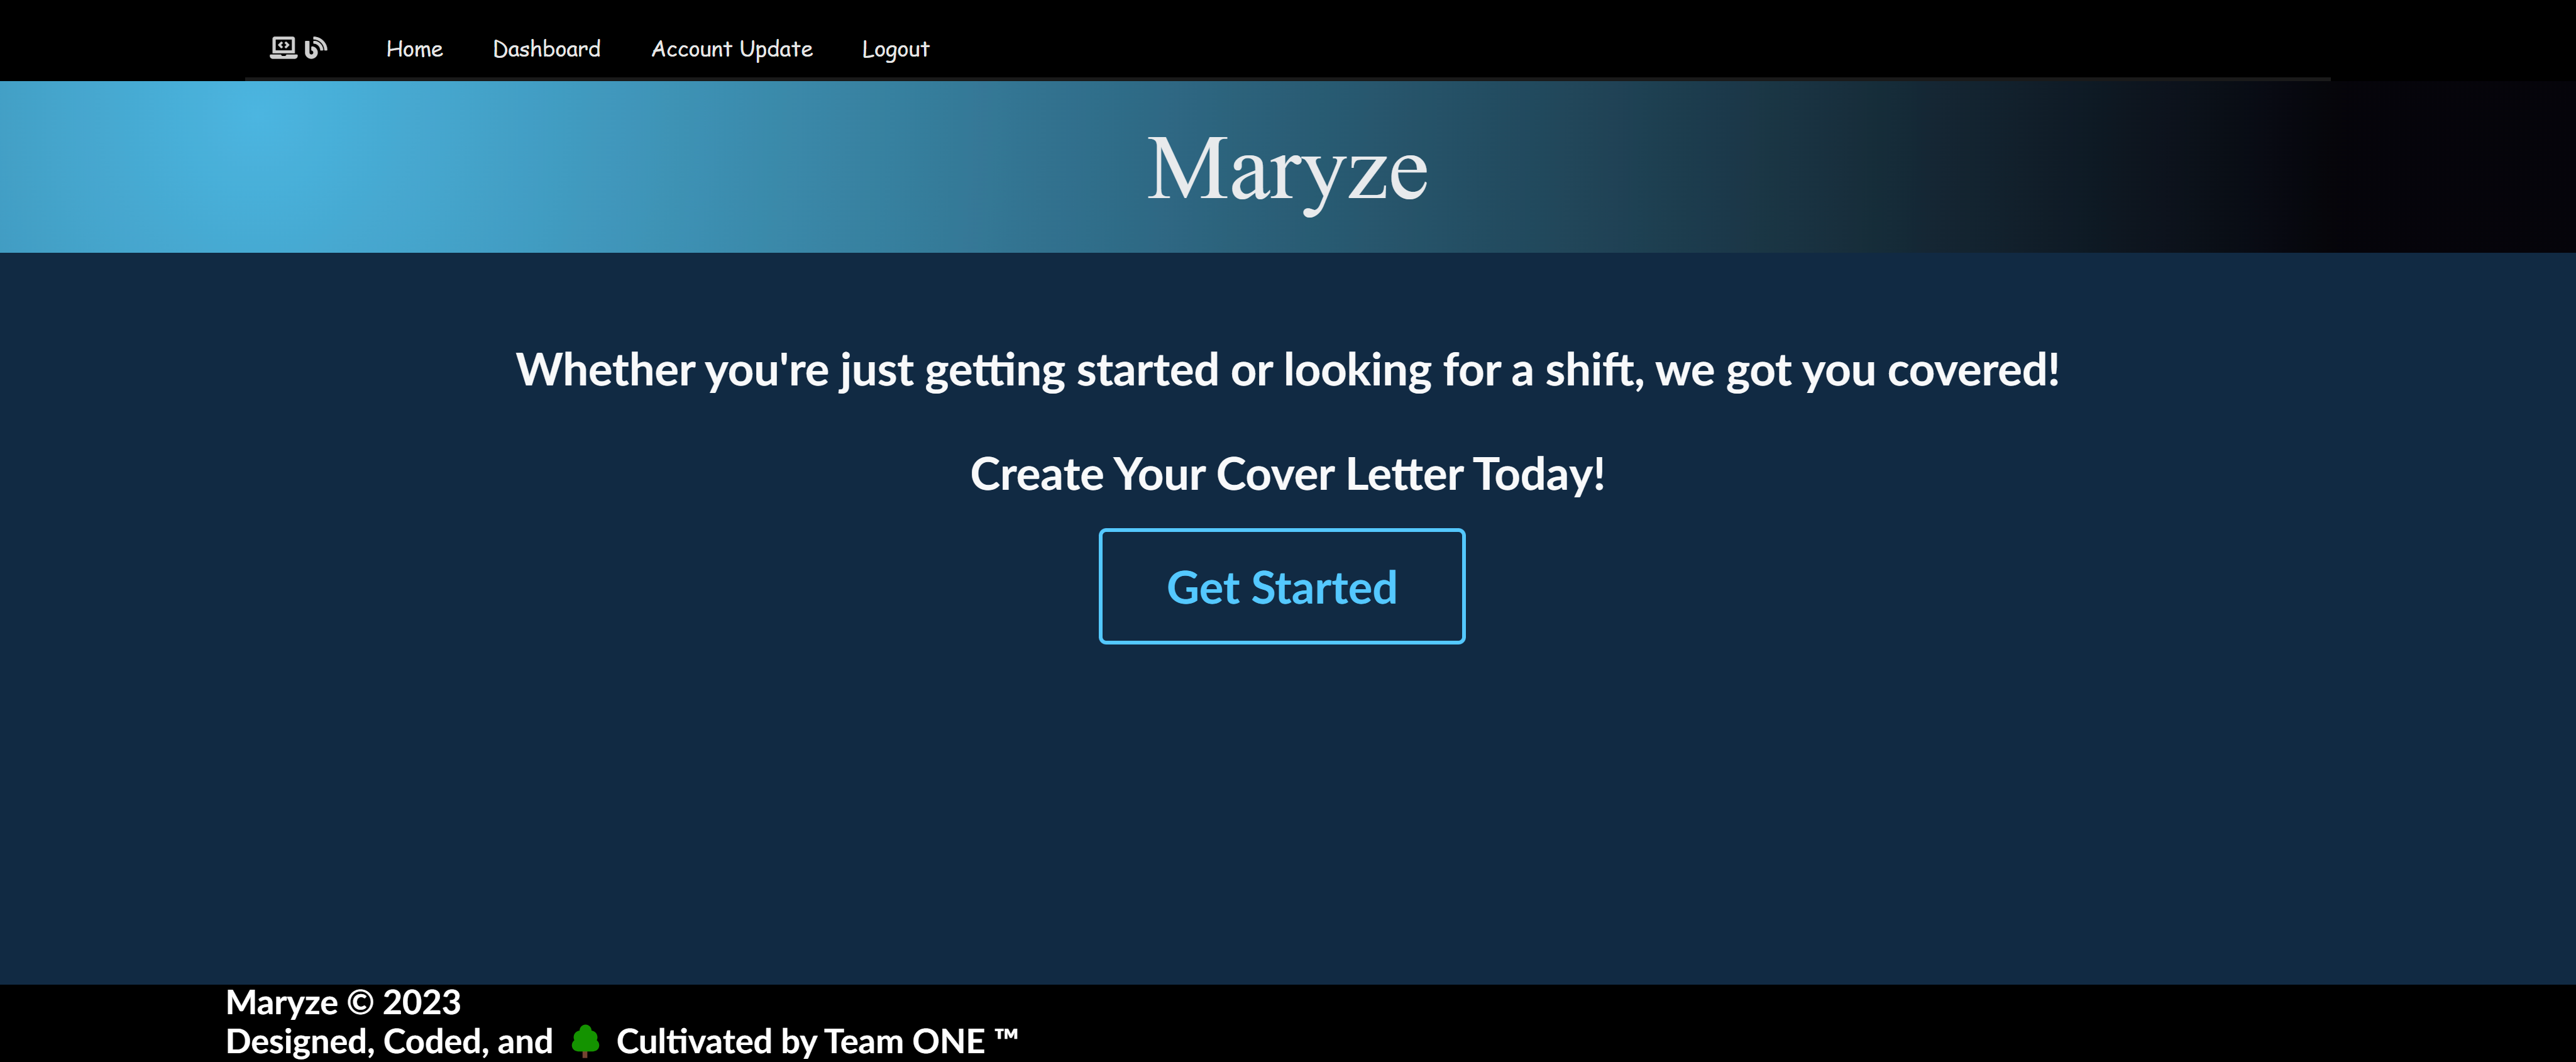 Home Dashboard Account Update Logout
Maryze
Whether you're just getting started or looking for a shift, we got you covered!
Create Your Cover Letter Today!
Get Started
Maryze © 2023
Designed, Coded, and 🌳 Cultivated by Team ONE ™